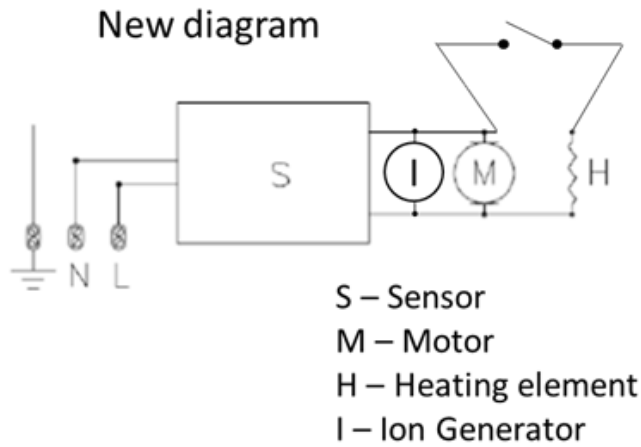 New diagram
S
I
M
H
N
L
S – Sensor
M – Motor
H – Heating element
I – Ion Generator